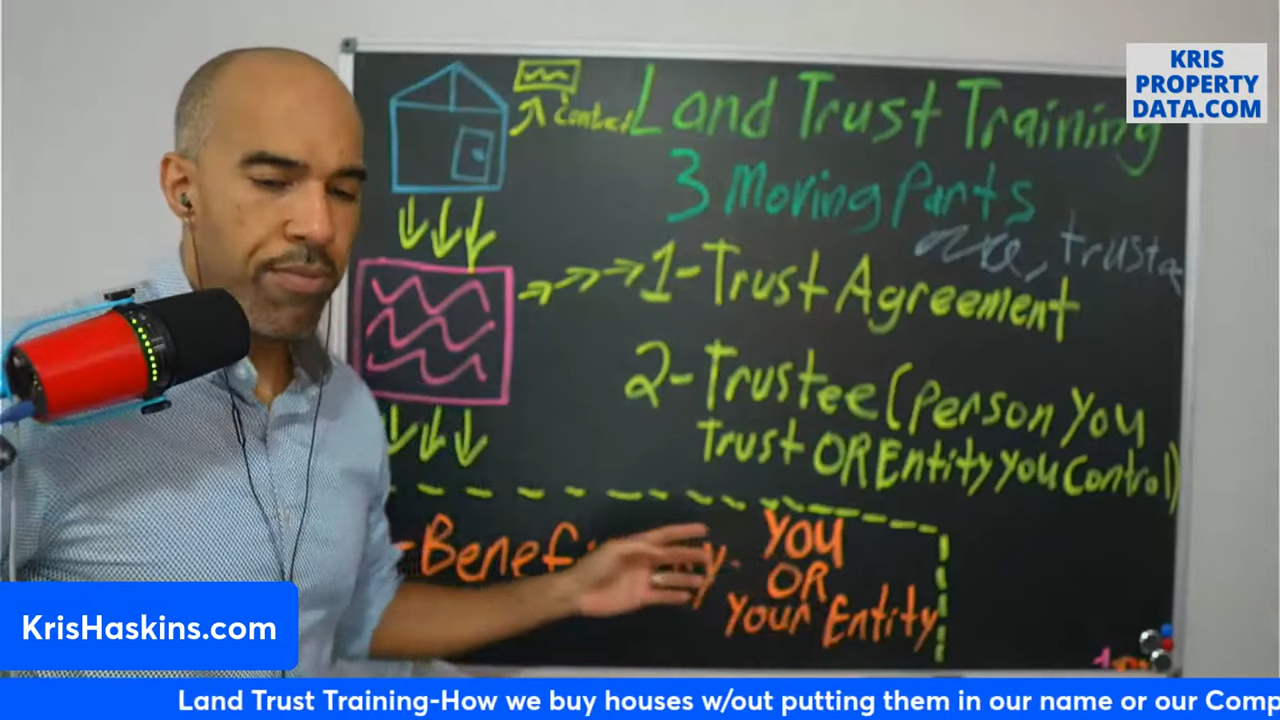 KRIS
PROPERTY
DATA.COM
Land Trust Training
3 Moving Parts
1-Trust Agreement
2-Trustee (Person You
Trust OR Entity You Control)
YOU
OR
Your Entity
KrisHaskins.com
Land Trust Training-How we buy houses w/out putting them in our name or our Comp